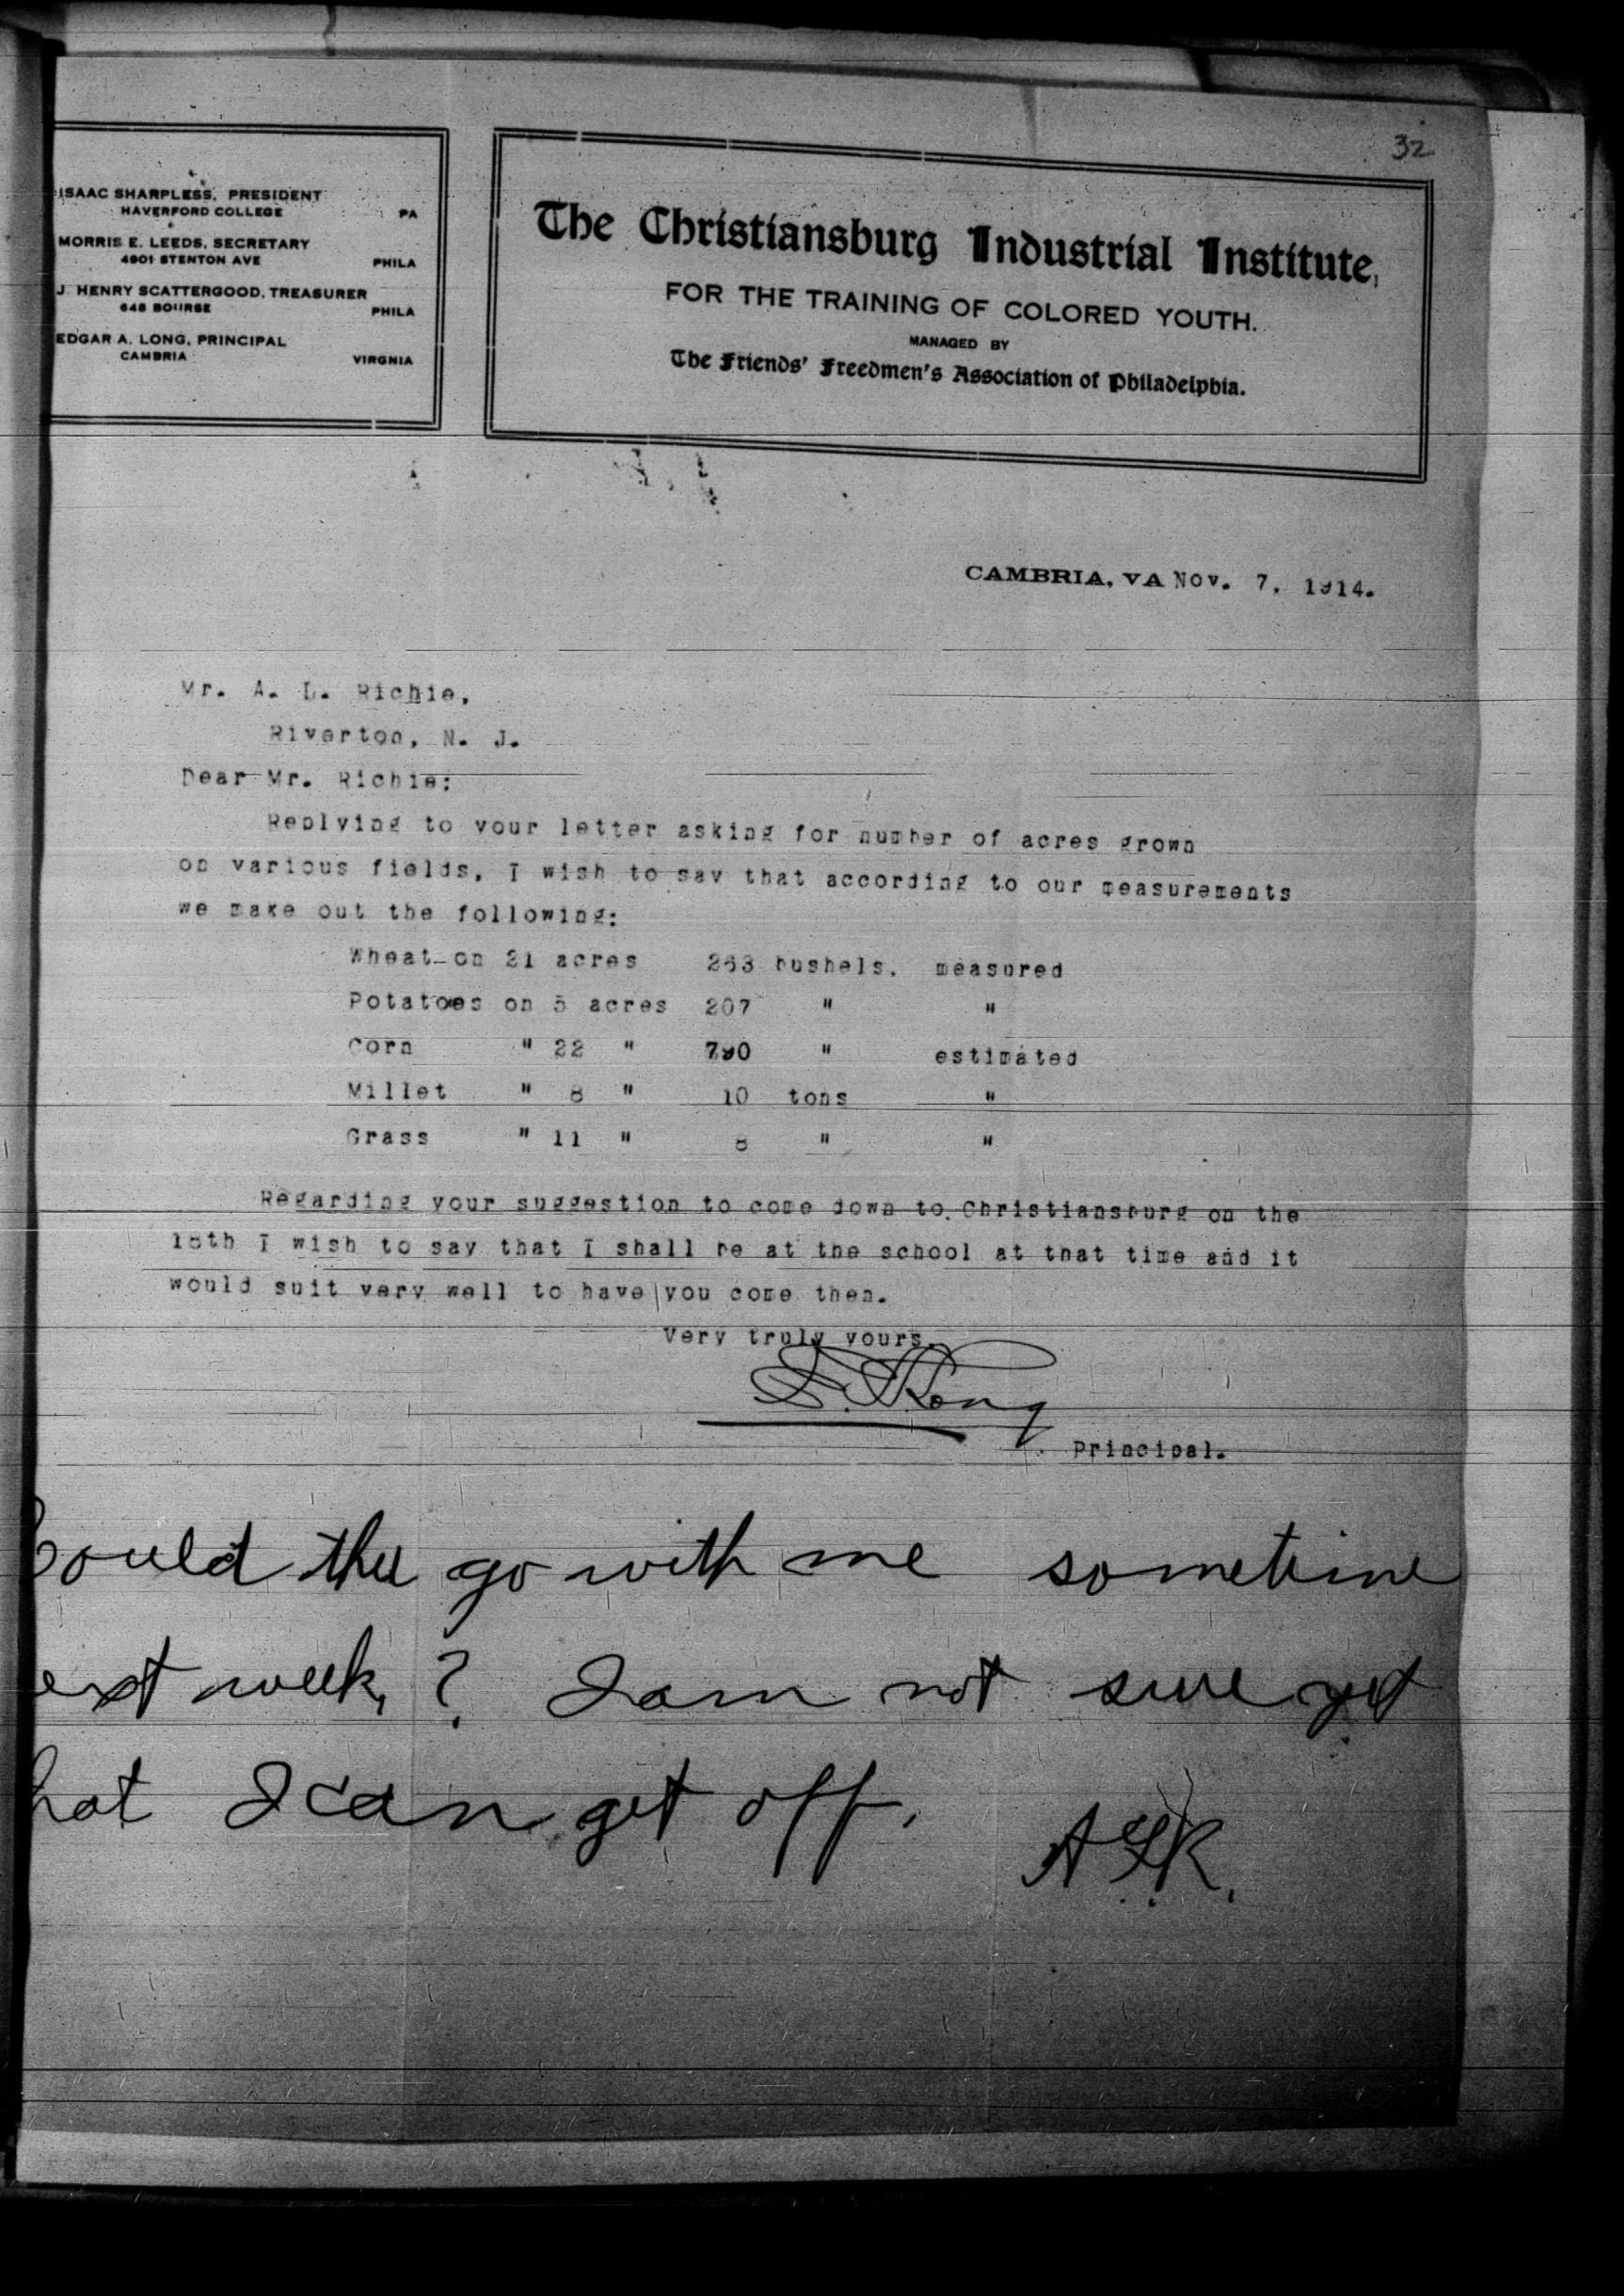 32
ISAAC SHARPLESS, PRESIDENT
HAVERFORD COLLEGE PA
MORRIS E. LEEDS, SECRETARY
4901 STENTON AVE PHILA
J. HENRY SCATTERGOOD, TREASURER
648 BOURSE PHILA
EDGAR A. LONG, PRINCIPAL
CAMBRIA VIRGNIA
The Christiansburg Industrial Institute,
FOR THE TRAINING OF COLORED YOUTH.
MANAGED BY
The Friends' Freedmen's Association of Philadelphia.
CAMBRIA, VA Nov. 7, 1914.
Mr. A. L. Richie,
Riverton, N. J.
Dear Mr. Richie:
Replying to your letter asking for number of acres grown
on various fields, I wish to say that according to our measurements
we make out the following:
Wheat on 21 acres 263 bushels. measured
Potatoes on 5 acres 207 " "
Corn " 22 " 790 " estimated
Millet " 8 " 10 tons "
Grass " 11 " 8 " "
Regarding your suggestion to come down to Christiansburg on the
I wish to say that I shall be at the school at that time and it
would suit very well to have you come then.
Very truly yours,
Long
Principal.
ould thee go with me sometime
ext week, ? I am not sure yet
hat I can get off.
A L R.